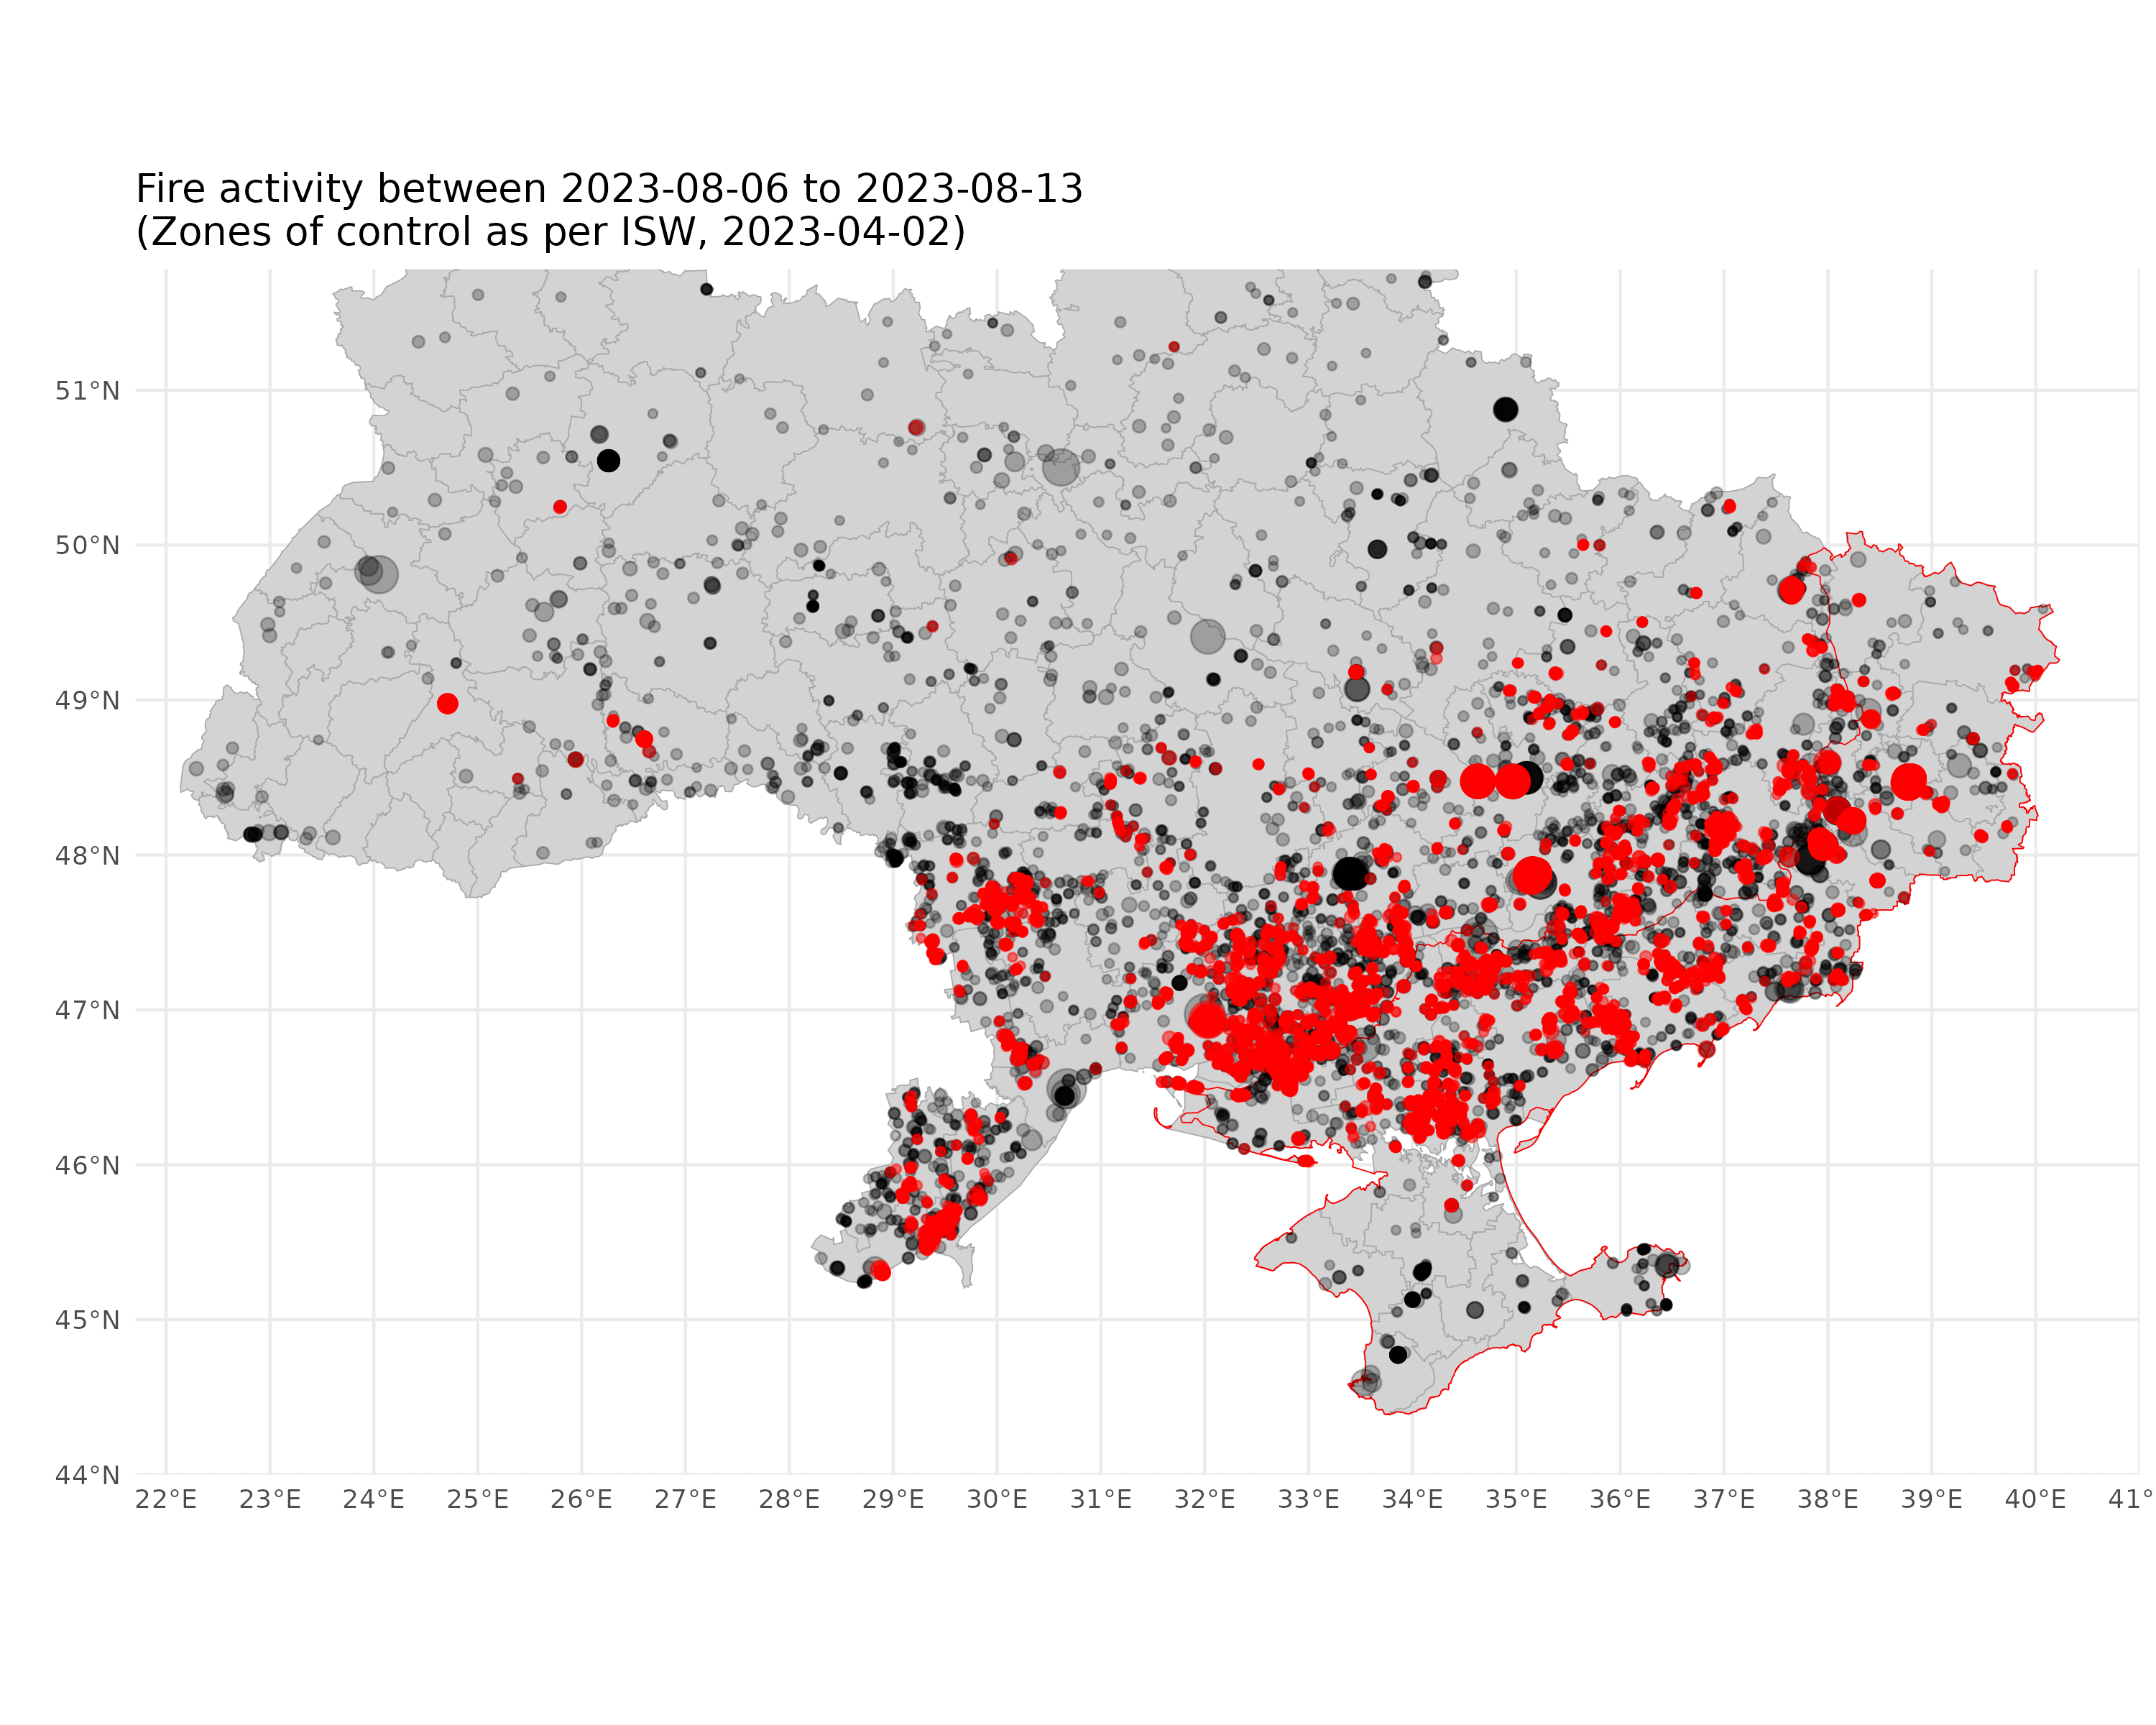 Fire activity between 2023-08-06 to 2023-08-13
(Zones of control as per ISW, 2023-04-02)
51°N
50°N
49°N
48°N
47°N
46°N
45°N
44°N
22°E 23°E 24°E 25°E 26°E 27°E 28°E 29°E 30°E 31°E 32°E 33°E 34°E 35°E 36°E 37°E 38°E 39°E 40°E 41°